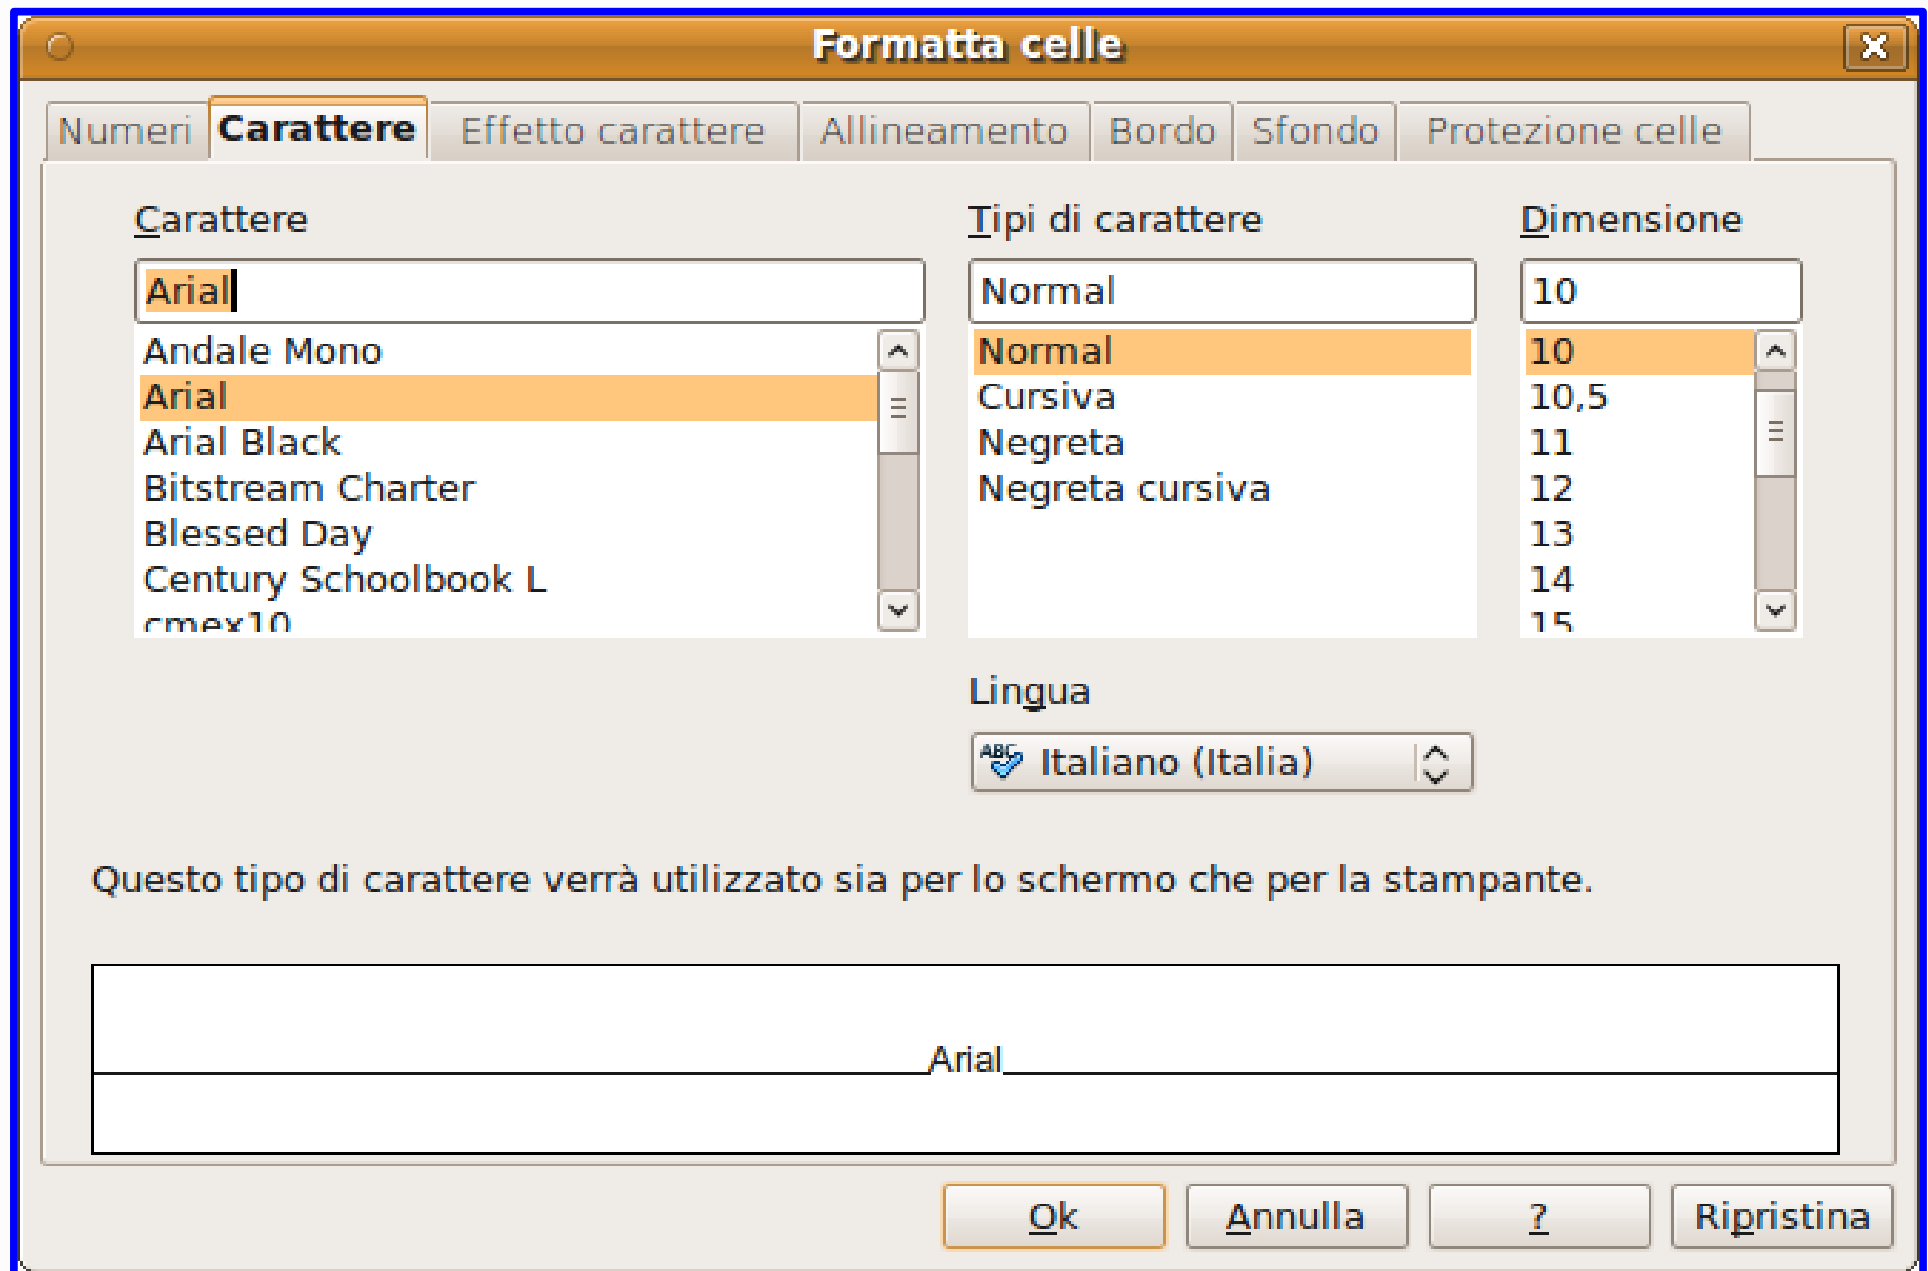 Formatta celle
Numeri Carattere Effetto carattere Allineamento Bordo Sfondo Protezione celle
Carattere Tipi di carattere Dimensione
Arial Normal 10
Andale Mono Normal 10
Arial Cursiva 10,5
Arial Black Negreta 11
Bitstream Charter Negreta cursiva 12
Blessed Day 13
Century Schoolbook L 14
cmex10 15
Lingua
ABC Italiano (Italia)
Questo tipo di carattere verrà utilizzato sia per lo schermo che per la stampante.
Arial
Ok Annulla ? Ripristina